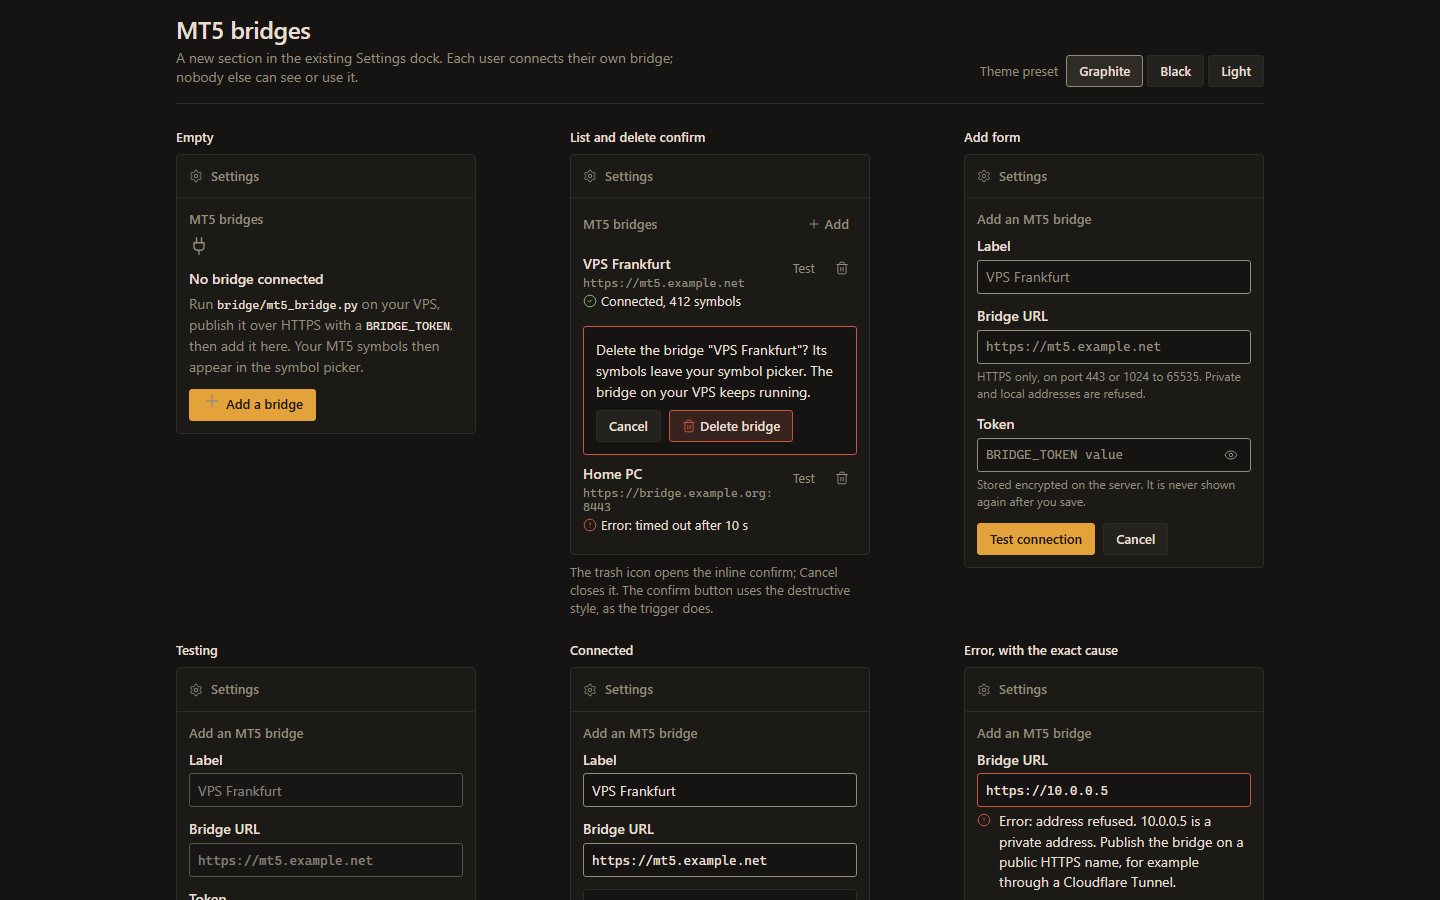 MT5 bridges
A new section in the existing Settings dock. Each user connects their own bridge;
nobody else can see or use it.
Theme preset
Graphite
Black
Light
Empty
Settings
MT5 bridges
No bridge connected
Run bridge/mt5_bridge.py on your VPS,
publish it over HTTPS with a BRIDGE_TOKEN,
then add it here. Your MT5 symbols then
appear in the symbol picker.
+ Add a bridge
List and delete confirm
Settings
MT5 bridges
+ Add
VPS Frankfurt
Test
https://mt5.example.net
Connected, 412 symbols
Delete the bridge "VPS Frankfurt"? Its
symbols leave your symbol picker. The
bridge on your VPS keeps running.
Cancel
Delete bridge
Home PC
Test
https://bridge.example.org:
8443
Error: timed out after 10 s
The trash icon opens the inline confirm; Cancel
closes it. The confirm button uses the destructive
style, as the trigger does.
Add form
Settings
Add an MT5 bridge
Label
VPS Frankfurt
Bridge URL
https://mt5.example.net
HTTPS only, on port 443 or 1024 to 65535. Private
and local addresses are refused.
Token
BRIDGE_TOKEN value
Stored encrypted on the server. It is never shown
again after you save.
Test connection
Cancel
Testing
Settings
Add an MT5 bridge
Label
VPS Frankfurt
Bridge URL
https://mt5.example.net
Token
Connected
Settings
Add an MT5 bridge
Label
VPS Frankfurt
Bridge URL
https://mt5.example.net
Error, with the exact cause
Settings
Add an MT5 bridge
Bridge URL
https://10.0.0.5
Error: address refused. 10.0.0.5 is a
private address. Publish the bridge on a
public HTTPS name, for example
through a Cloudflare Tunnel.